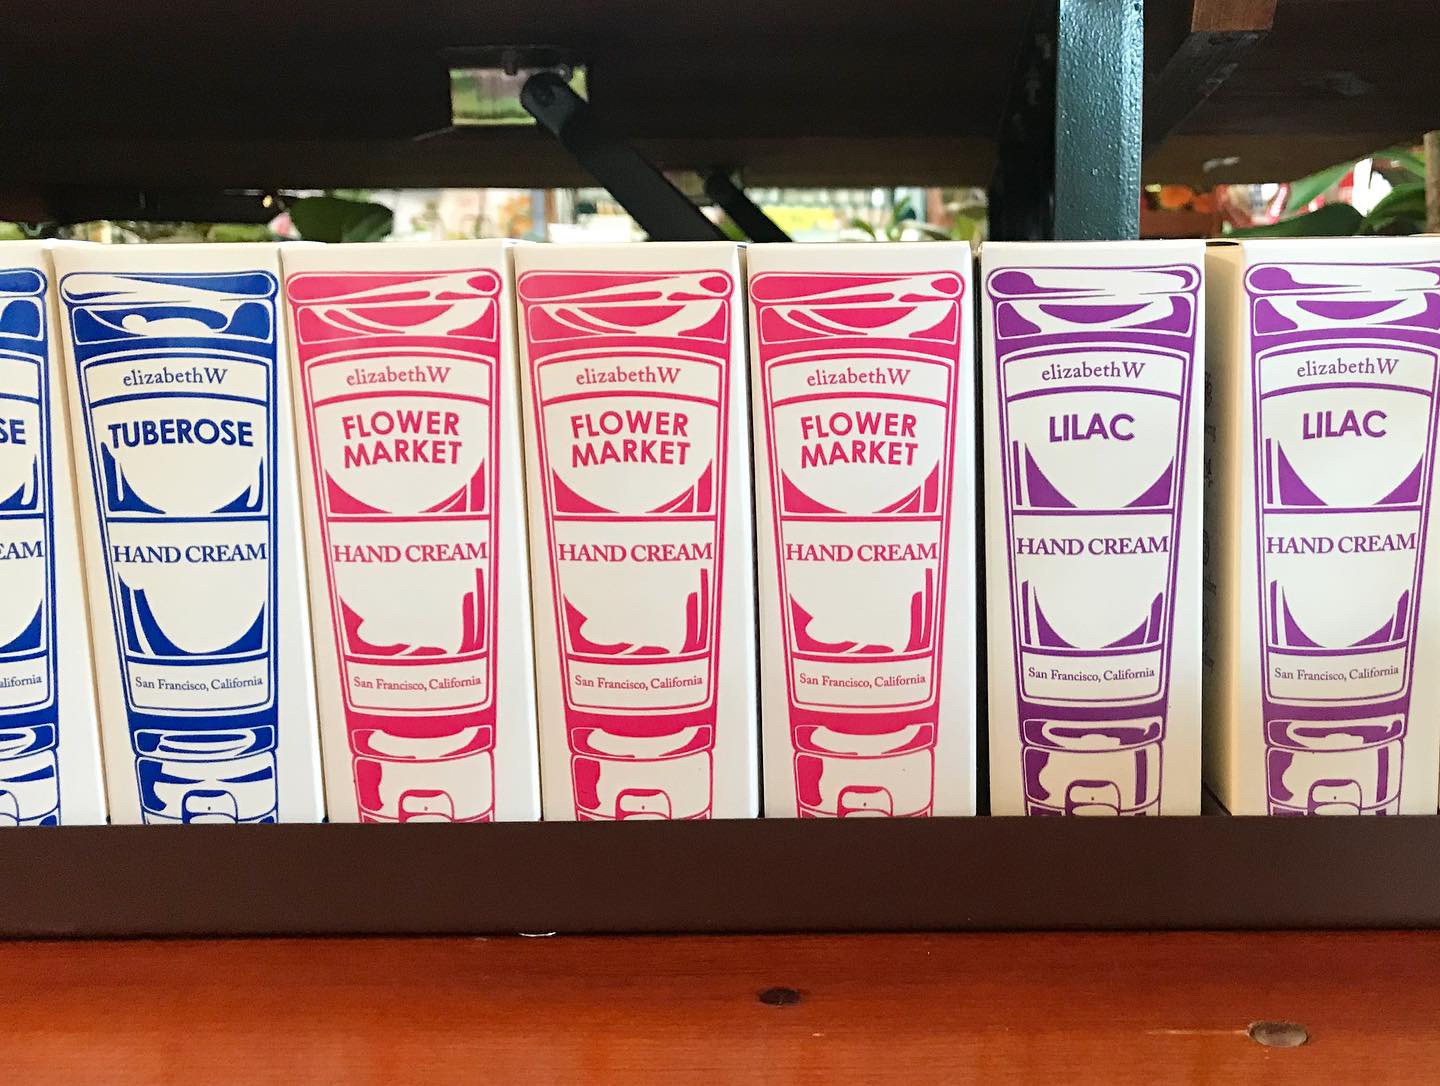 SE
EAM
alifornia
elizabethW
TUBEROSE
HAND CREAM
San Francisco, California
elizabethW
FLOWER
MARKET
HAND CREAM
San Francisco, California
elizabethW
FLOWER
MARKET
HAND CREAM
San Francisco, California
elizabethW
FLOWER
MARKET
HAND CREAM
San Francisco, California
elizabethW
LILAC
HAND CREAM
San Francisco, California
elizabethW
LILAC
HAND CREAM
San Francisco, California